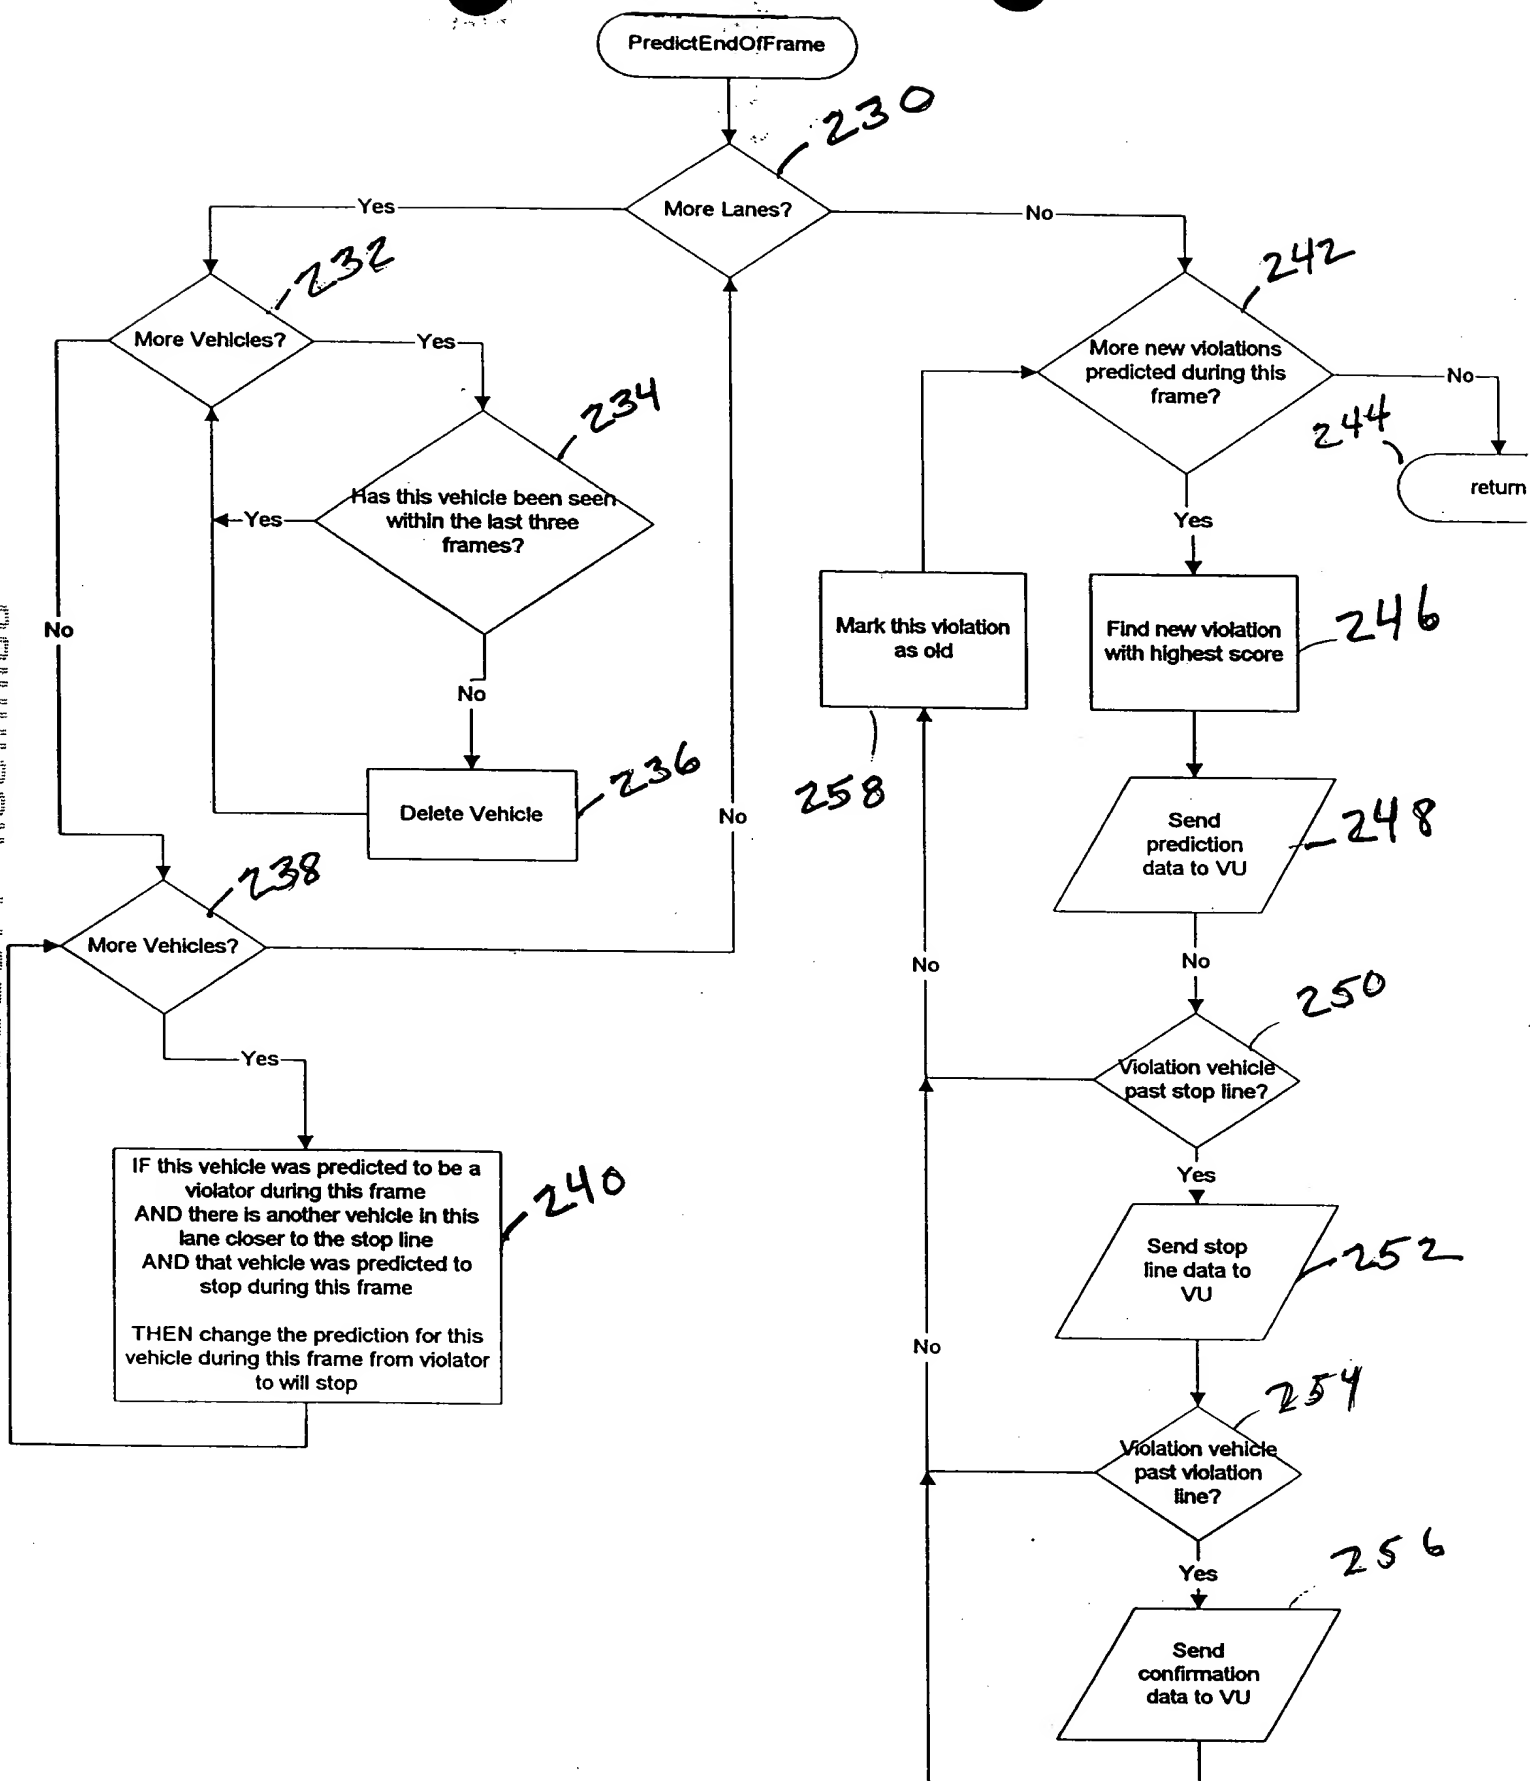 PredictEndOfFrame
230
More Lanes?
Yes
No
232
242
More Vehicles?
Yes
More new violations
predicted during this
frame?
No
234
244
return
Has this vehicle been seen
within the last three
frames?
Yes
Yes
No
No
Mark this violation
as old
Find new violation
with highest score
246
236
258
Delete Vehicle
No
Send
prediction
data to VU
248
238
More Vehicles?
No
No
250
Yes
Violation vehicle
past stop line?
Yes
IF this vehicle was predicted to be a
violator during this frame
AND there is another vehicle in this
lane closer to the stop line
AND that vehicle was predicted to
stop during this frame
THEN change the prediction for this
vehicle during this frame from violator
to will stop
240
Send stop
line data to
VU
252
No
254
Violation vehicle
past violation
line?
Yes
256
Send
confirmation
data to VU